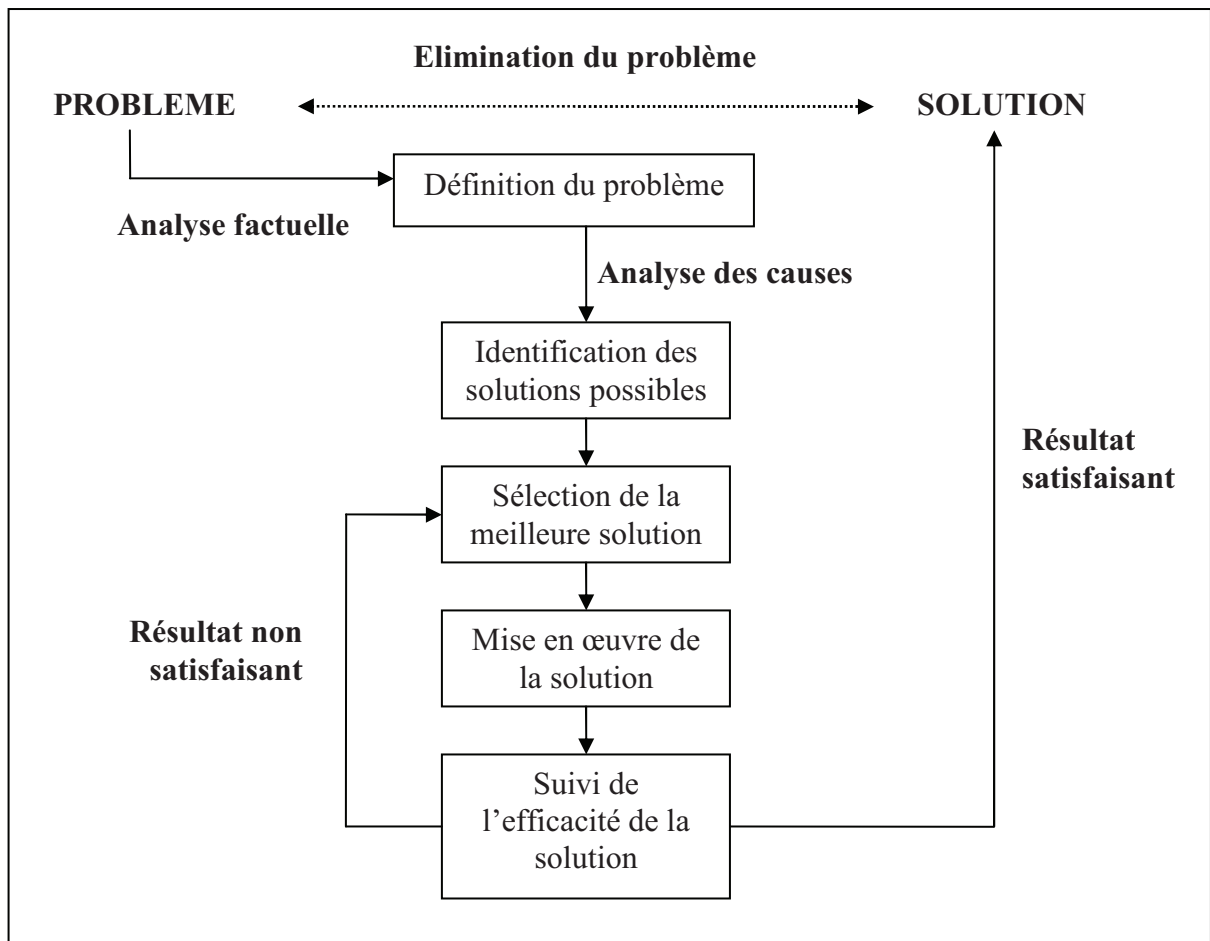 Elimination du problème
PROBLEME
SOLUTION
Définition du problème
Analyse factuelle
Analyse des causes
Identification des
solutions possibles
Sélection de la
meilleure solution
Résultat
satisfaisant
Mise en œuvre de
la solution
Résultat non
satisfaisant
Suivi de
l’efficacité de la
solution